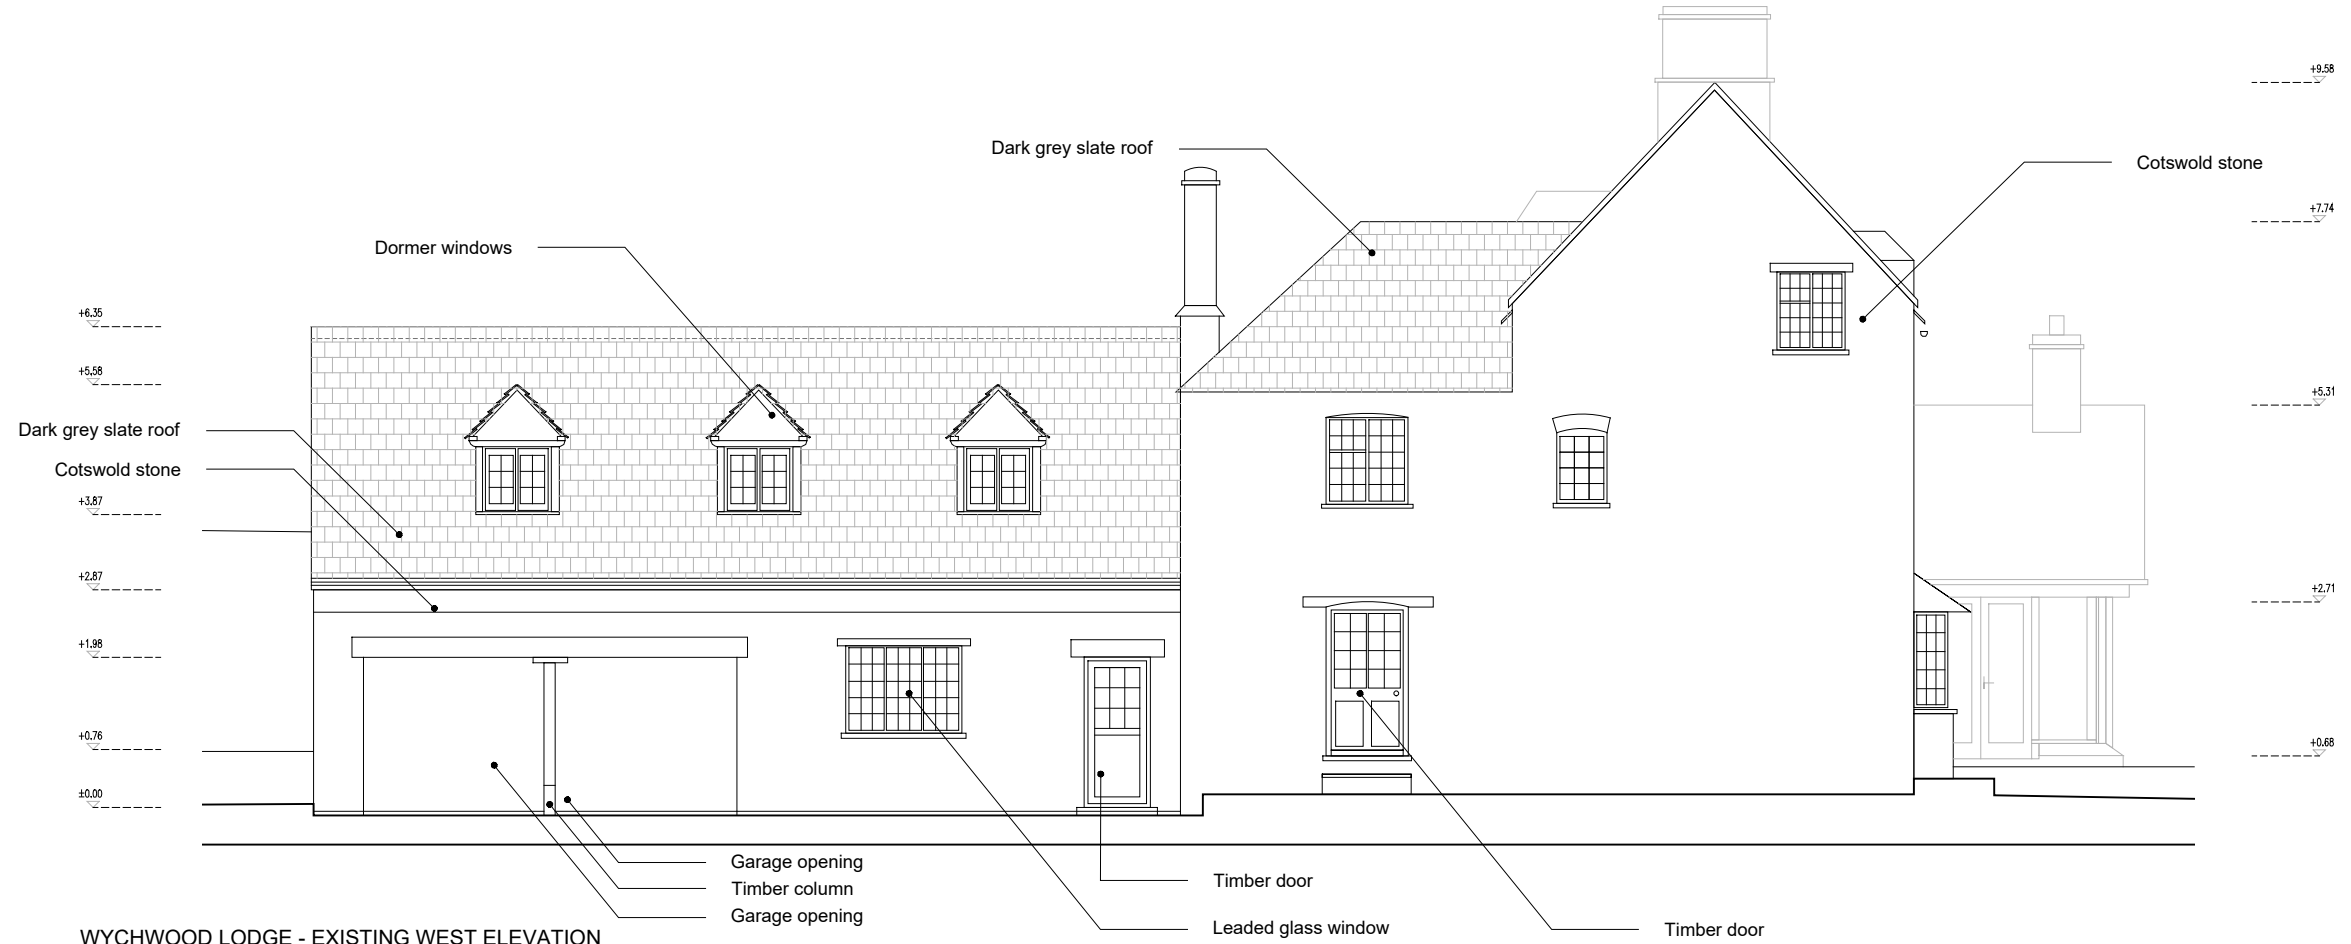 +9.58
Dark grey slate roof
Cotswold stone
+7.74
Dormer windows
+6.35
+5.58
+5.31
Dark grey slate roof
Cotswold stone
+3.87
+2.87
+2.71
+1.98
+0.76
+0.68
±0.00
Garage opening
Timber column
Timber door
Garage opening
Leaded glass window
Timber door
WYCHWOOD LODGE - EXISTING WEST ELEVATION